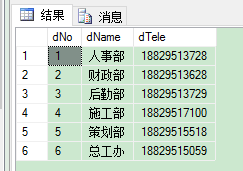 结果 消息
dNo dName dTele
1 1 人事部 18829513728
2 2 财政部 18829513628
3 3 后勤部 18829513729
4 4 施工部 18829517100
5 5 策划部 18829515518
6 6 总工办 18829515059